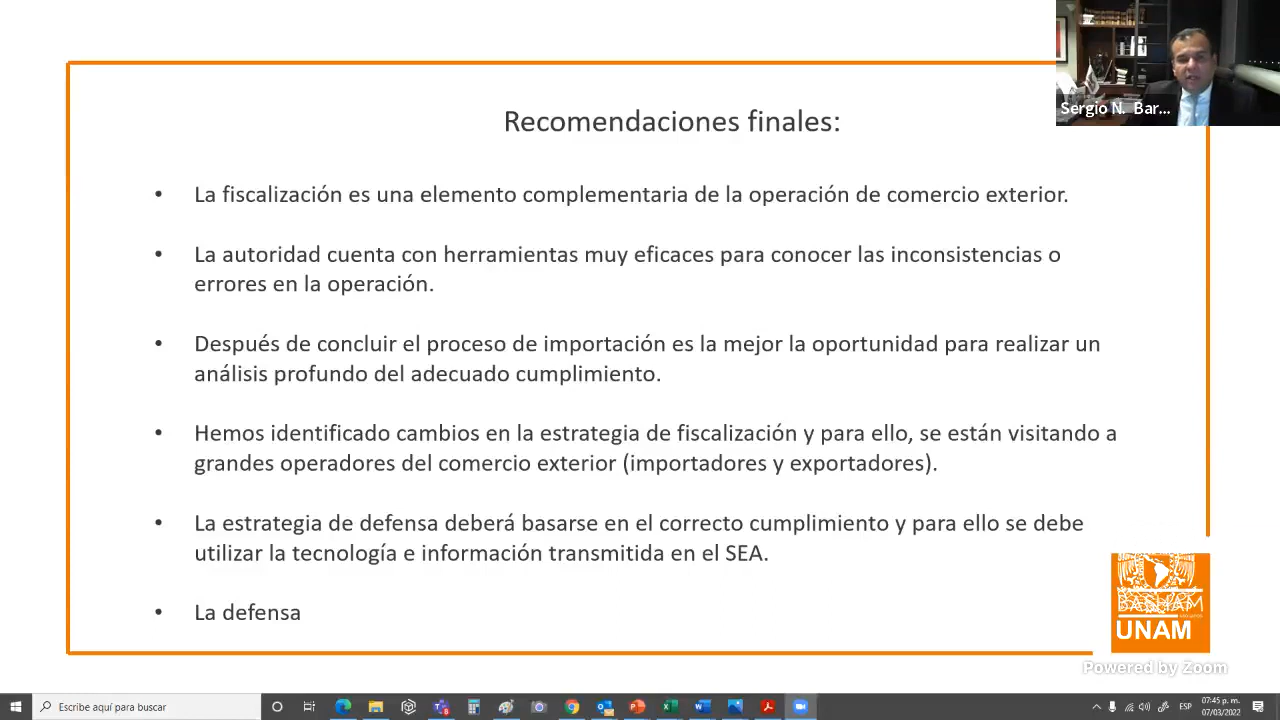 Sergio N. Bar...
Recomendaciones finales:
• La fiscalización es una elemento complementaria de la operación de comercio exterior.
• La autoridad cuenta con herramientas muy eficaces para conocer las inconsistencias o
errores en la operación.
• Después de concluir el proceso de importación es la mejor la oportunidad para realizar un
análisis profundo del adecuado cumplimiento.
• Hemos identificado cambios en la estrategia de fiscalización y para ello, se están visitando a
grandes operadores del comercio exterior (importadores y exportadores).
• La estrategia de defensa deberá basarse en el correcto cumplimiento y para ello se debe
utilizar la tecnología e información transmitida en el SEA.
• La defensa
BASHAM
UNAM
Powered by Zoom
Escribe aquí para buscar
ESP
07:45 p. m.
07/03/2022